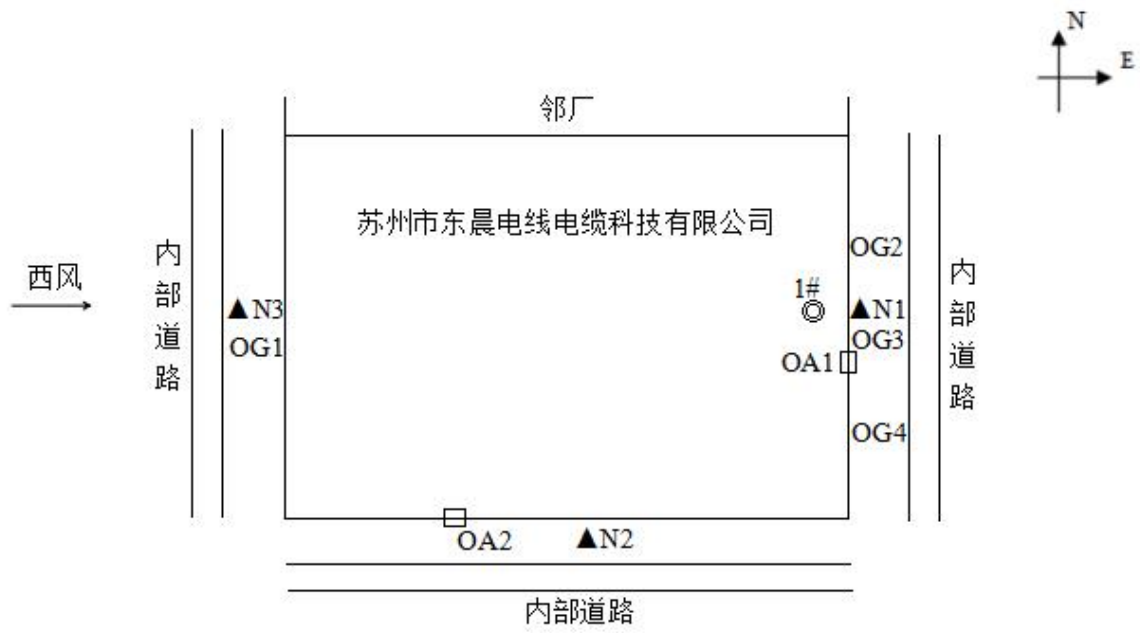 N
E
邻厂
苏州市东晨电线电缆科技有限公司
西风
内部道路
▲N3
OG1
1#
OG2
▲N1
OG3
OA1
OG4
内部道路
OA2
▲N2
内部道路